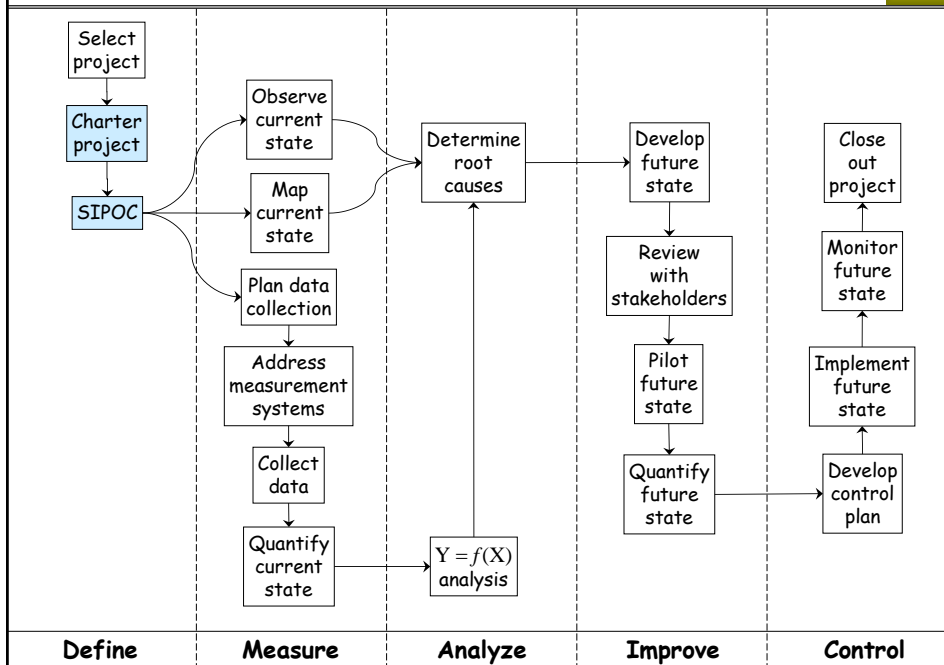 Select
project
Charter
project
SIPOC
Observe
current
state
Map
current
state
Plan data
collection
Address
measurement
systems
Collect
data
Quantify
current
state
Determine
root
causes
Y = f(X)
analysis
Develop
future
state
Review
with
stakeholders
Pilot
future
state
Quantify
future
state
Close
out
project
Monitor
future
state
Implement
future
state
Develop
control
plan
Define
Measure
Analyze
Improve
Control